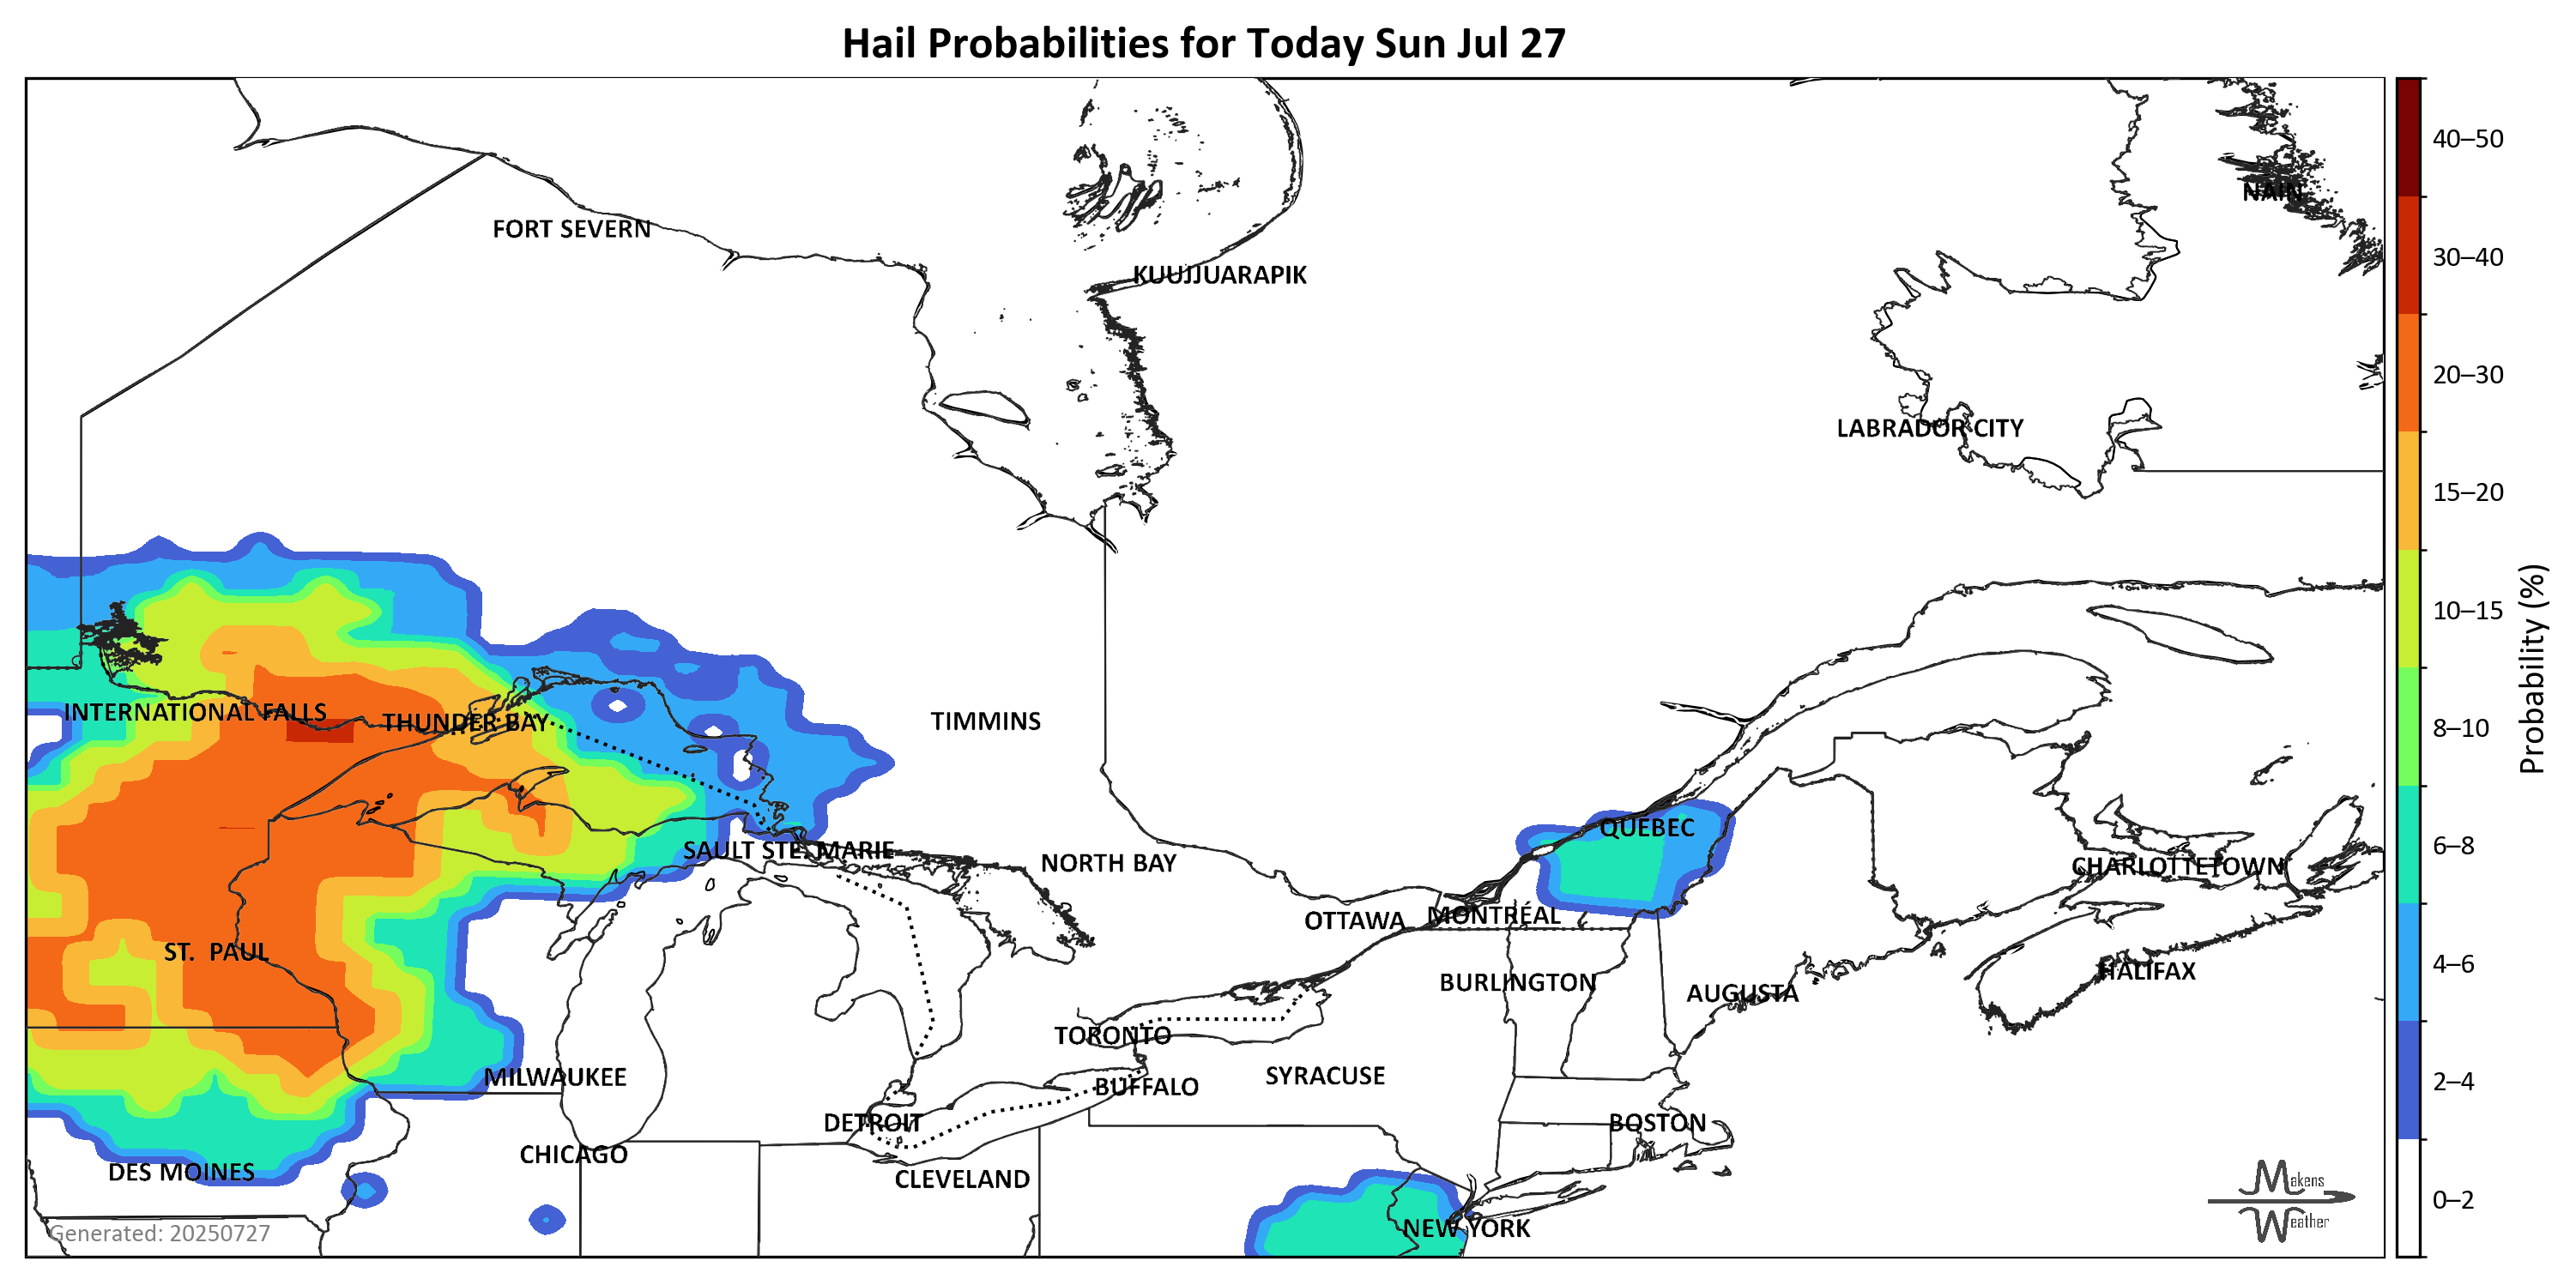 Hail Probabilities for Today Sun Jul 27
NAIN
FORT SEVERN
KUUJJUARAPIK
LABRADOR CITY
INTERNATIONAL FALLS
THUNDER BAY
TIMMINS
QUEBEC
SAULT STE. MARIE
NORTH BAY
CHARLOTTETOWN
OTTAWA
MONTRÉAL
ST. PAUL
HALIFAX
BURLINGTON
AUGUSTA
TORONTO
MILWAUKEE
BUFFALO
SYRACUSE
DETROIT
BOSTON
CHICAGO
DES MOINES
CLEVELAND
NEW YORK
Generated: 20250727
Makens
Weather
40–50
30–40
20–30
15–20
10–15
8–10
6–8
4–6
2–4
0–2
Probability (%)